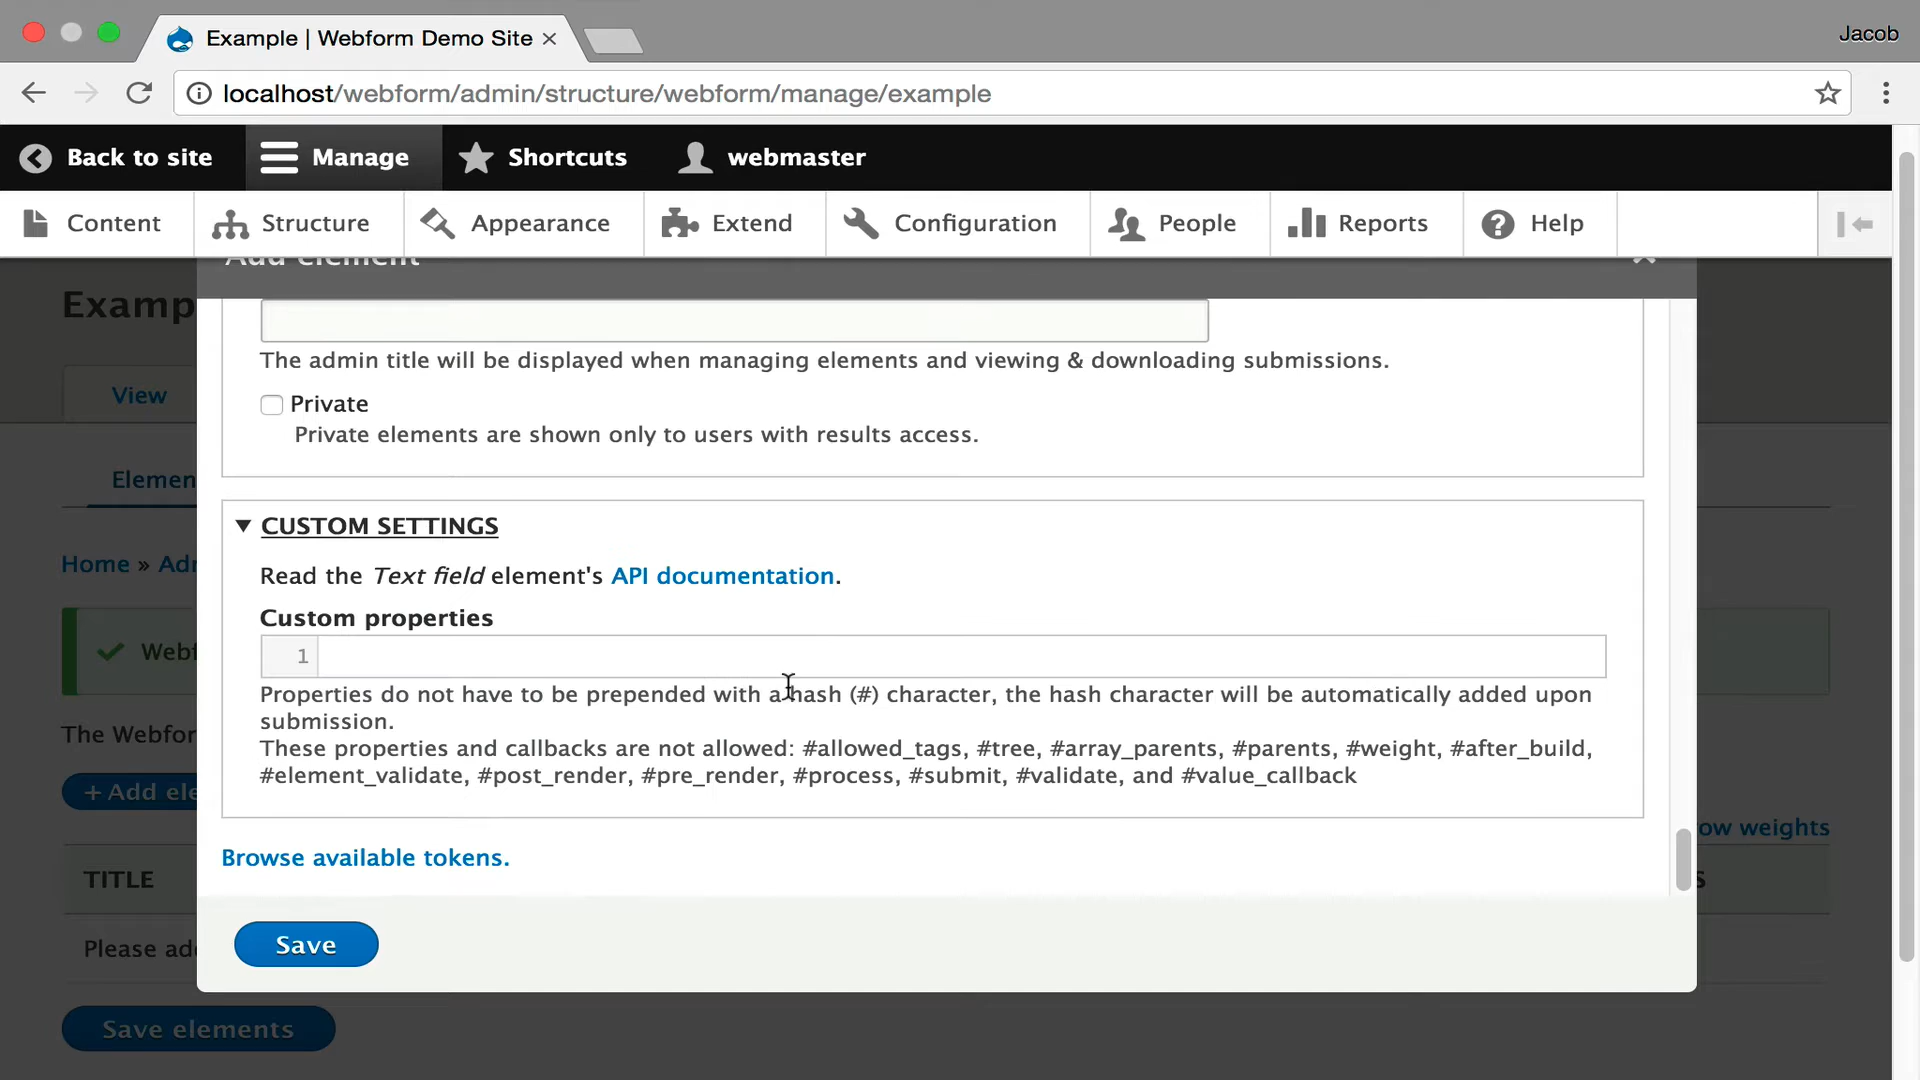 Example | Webform Demo Site
Jacob
localhost/webform/admin/structure/webform/manage/example
Back to site Manage Shortcuts webmaster
Content Structure Appearance Extend Configuration People Reports Help
Add element
Examp
The admin title will be displayed when managing elements and viewing & downloading submissions.
View
Private
Private elements are shown only to users with results access.
Elemen
CUSTOM SETTINGS
Home »
Read the Text field element's API documentation.
Custom properties
1
Properties do not have to be prepended with a hash (#) character, the hash character will be automatically added upon
submission.
The Webfor
These properties and callbacks are not allowed: #allowed_tags, #tree, #array_parents, #parents, #weight, #after_build,
#element_validate, #post_render, #pre_render, #process, #submit, #validate, and #value_callback
+ Add ele
ow weights
Browse available tokens.
TITLE
S
Save
Please add
Save elements